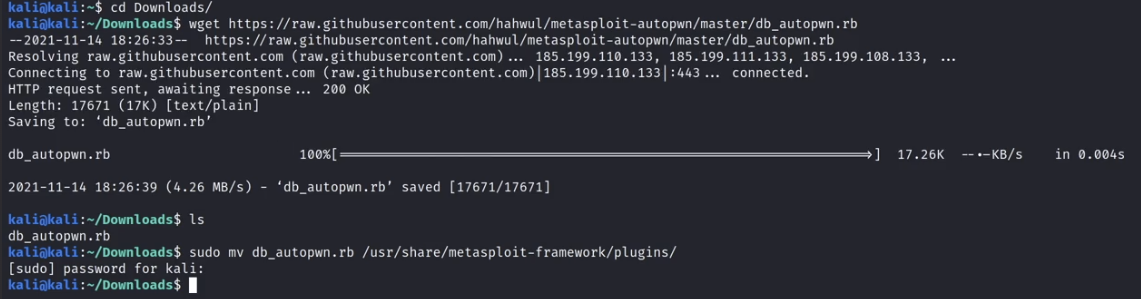 kali@kali:~$ cd Downloads/
kali@kali:~/Downloads$ wget https://raw.githubusercontent.com/hahwul/metasploit-autopwn/master/db_autopwn.rb
--2021-11-14 18:26:33--  https://raw.githubusercontent.com/hahwul/metasploit-autopwn/master/db_autopwn.rb
Resolving raw.githubusercontent.com (raw.githubusercontent.com)... 185.199.110.133, 185.199.111.133, 185.199.108.133, ...
Connecting to raw.githubusercontent.com (raw.githubusercontent.com)|185.199.110.133|:443... connected.
HTTP request sent, awaiting response... 200 OK
Length: 17671 (17K) [text/plain]
Saving to: ‘db_autopwn.rb’
db_autopwn.rb 100%[===================>] 17.26K --.-KB/s in 0.004s
2021-11-14 18:26:39 (4.26 MB/s) - ‘db_autopwn.rb’ saved [17671/17671]
kali@kali:~/Downloads$ ls
db_autopwn.rb
kali@kali:~/Downloads$ sudo mv db_autopwn.rb /usr/share/metasploit-framework/plugins/
[sudo] password for kali:
kali@kali:~/Downloads$